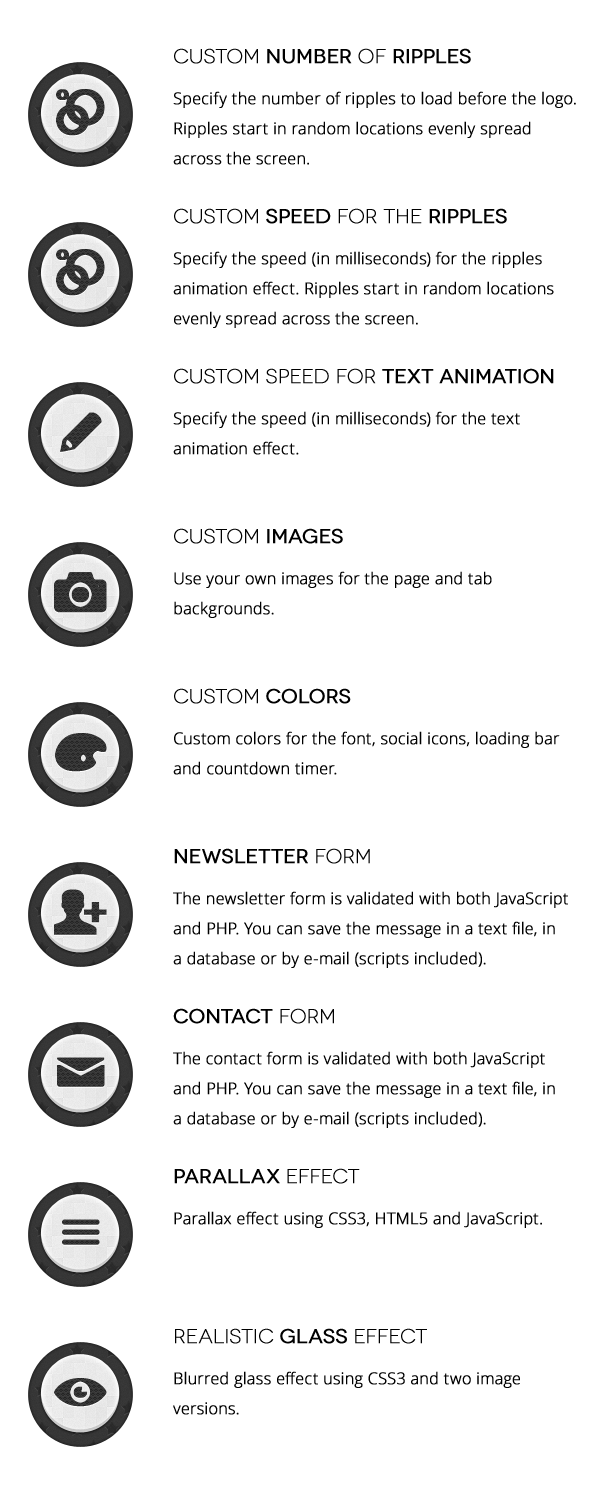 CUSTOM NUMBER OF RIPPLES
Specify the number of ripples to load before the logo.
Ripples start in random locations evenly spread
across the screen.
CUSTOM SPEED FOR THE RIPPLES
Specify the speed (in milliseconds) for the ripples
animation effect. Ripples start in random locations
evenly spread across the screen.
CUSTOM SPEED FOR TEXT ANIMATION
Specify the speed (in milliseconds) for the text
animation effect.
CUSTOM IMAGES
Use your own images for the page and tab
backgrounds.
CUSTOM COLORS
Custom colors for the font, social icons, loading bar
and countdown timer.
NEWSLETTER FORM
The newsletter form is validated with both JavaScript
and PHP. You can save the message in a text file, in
a database or by e-mail (scripts included).
CONTACT FORM
The contact form is validated with both JavaScript
and PHP. You can save the message in a text file, in
a database or by e-mail (scripts included).
PARALLAX EFFECT
Parallax effect using CSS3, HTML5 and JavaScript.
REALISTIC GLASS EFFECT
Blurred glass effect using CSS3 and two image
versions.